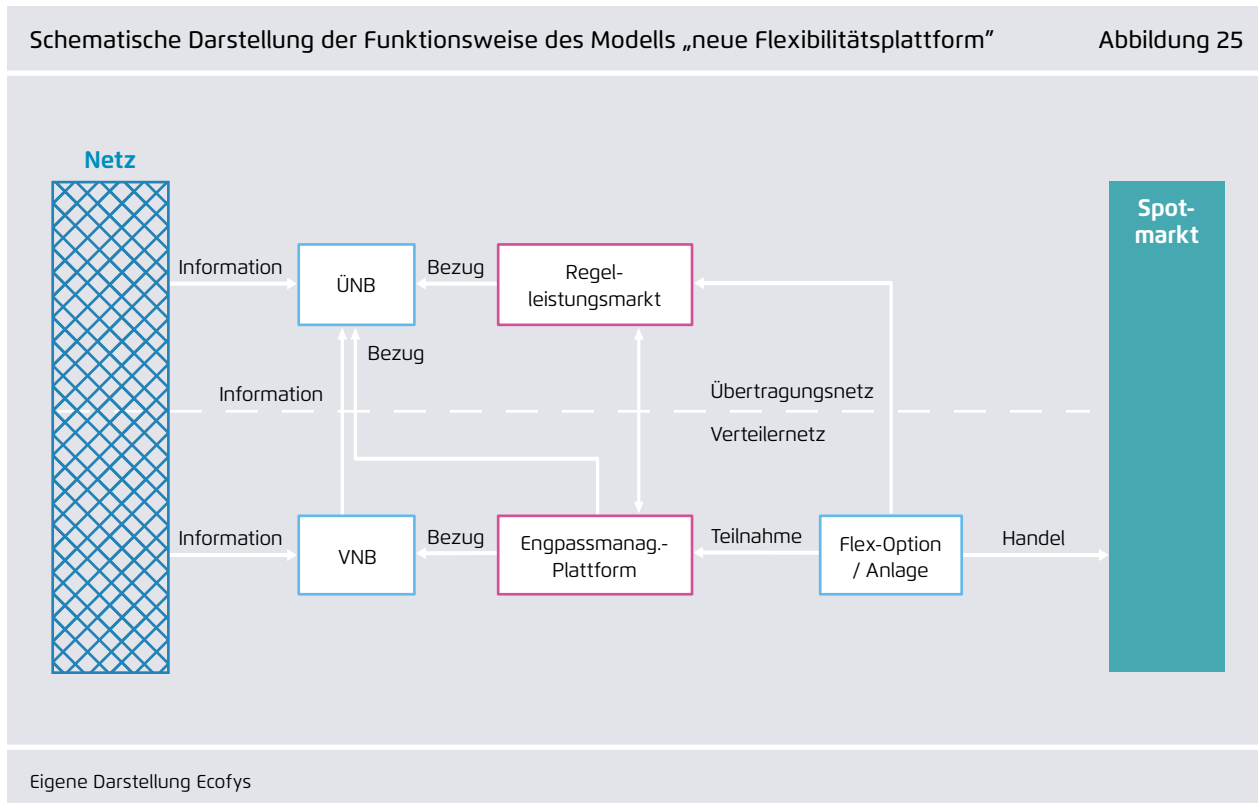 Schematische Darstellung der Funktionsweise des Modells „neue Flexibilitätsplattform”
Abbildung 25
Netz
Spot-
markt
Information
ÜNB
Bezug
Regel-
leistungsmarkt
Bezug
Information
Übertragungsnetz
Verteilernetz
Information
VNB
Bezug
Engpassmanag.-
Plattform
Teilnahme
Flex-Option
/ Anlage
Handel
Eigene Darstellung Ecofys